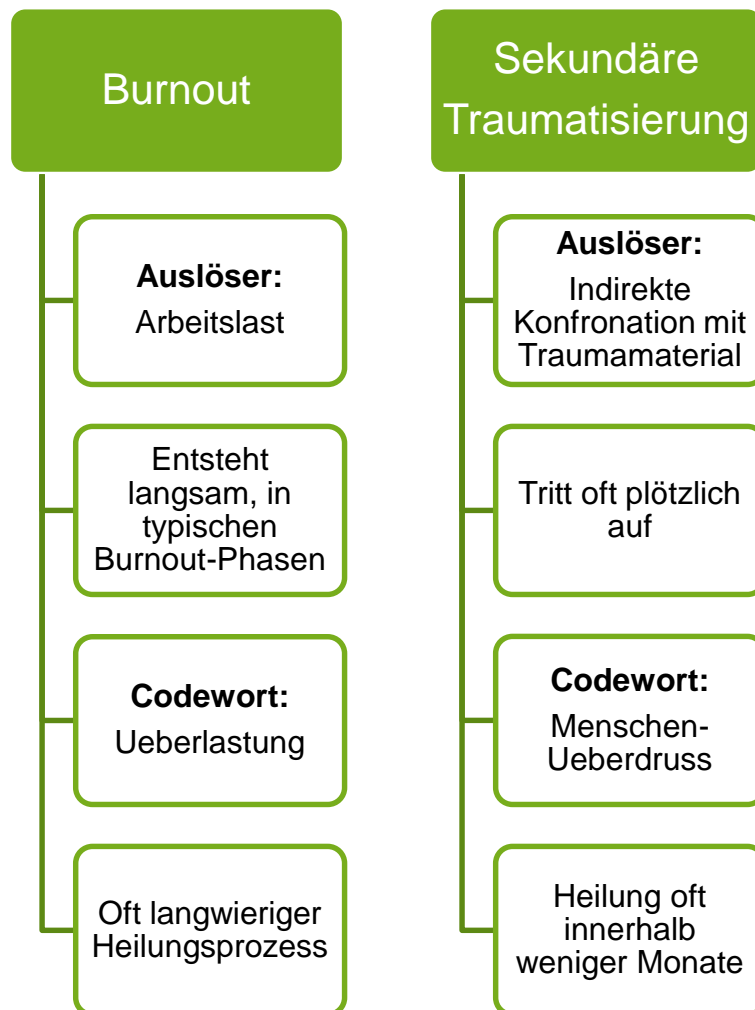 Burnout
Auslöser:
Arbeitslast
Entsteht
langsam, in
typischen
Burnout-Phasen
Codewort:
Ueberlastung
Oft langwieriger
Heilungsprozess
Sekundäre
Traumatisierung
Auslöser:
Indirekte
Konfronation mit
Traumamaterial
Tritt oft plötzlich
auf
Codewort:
Menschen-
Ueberdruss
Heilung oft
innerhalb
weniger Monate